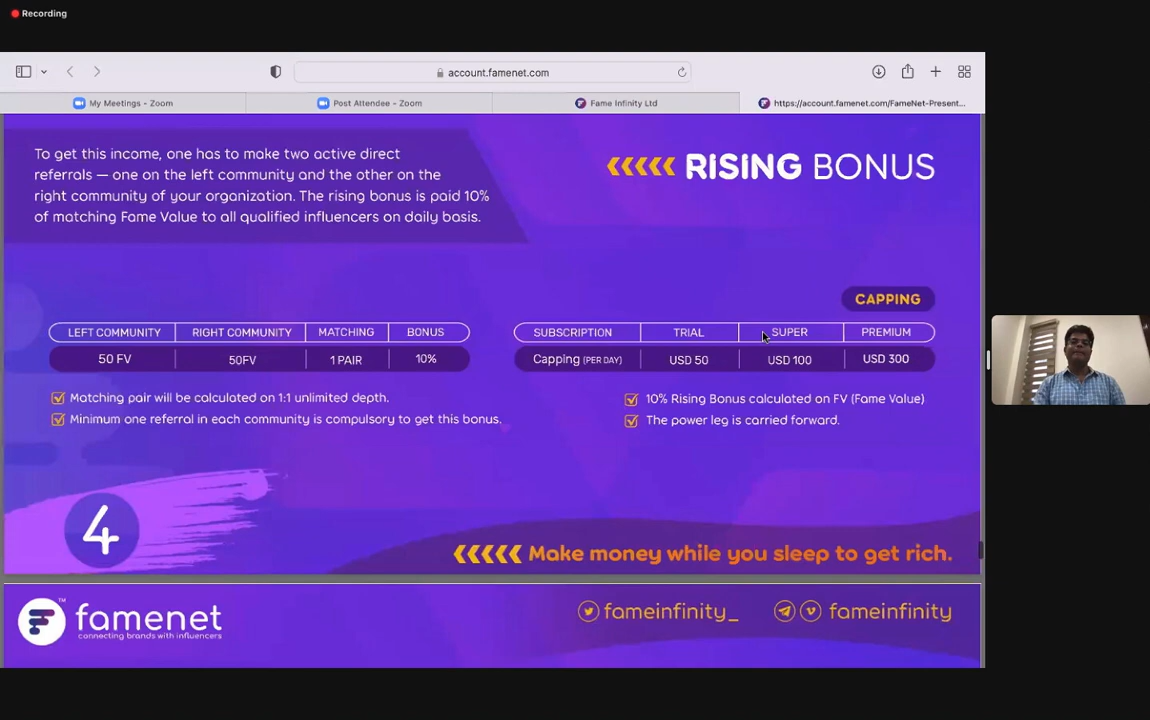 Recording
account.famenet.com
My Meetings - Zoom
Post Attendee - Zoom
Fame Infinity Ltd
https://account.famenet.com/FameNet-Present...
To get this income, one has to make two active direct
referrals — one on the left community and the other on the
right community of your organization. The rising bonus is paid 10%
of matching Fame Value to all qualified influencers on daily basis.
RISING BONUS
CAPPING
LEFT COMMUNITY RIGHT COMMUNITY MATCHING BONUS
50 FV 50FV 1 PAIR 10%
SUBSCRIPTION TRIAL SUPER PREMIUM
Capping (PER DAY) USD 50 USD 100 USD 300
Matching pair will be calculated on 1:1 unlimited depth.
Minimum one referral in each community is compulsory to get this bonus.
10% Rising Bonus calculated on FV (Fame Value)
The power leg is carried forward.
4
Make money while you sleep to get rich.
famenet™
connecting brands with influencers
fameinfinity_
fameinfinity